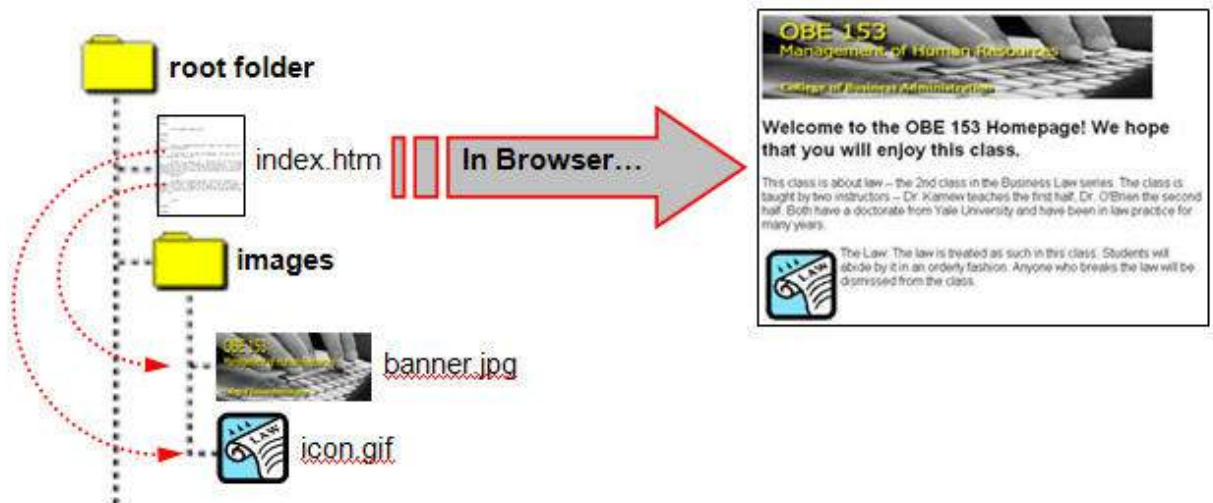 root folder
index.htm
In Browser...
images
banner.jpg
icon.gif
OBE 153
Management of Human Resources
College of Business Administration
Welcome to the OBE 153 Homepage! We hope
that you will enjoy this class.
This class is about law – the 2nd class in the Business Law series. The class is
taught by two instructors – Dr. Karnew teaches the first half, Dr. O'Brien the second
half. Both have a doctorate from Yale University and have been in law practice for
many years.
LAW
The Law. The law is treated as such in this class. Students will
abide by it in an orderly fashion. Anyone who breaks the law will be
dismissed from the class.
OBE 153
LAW